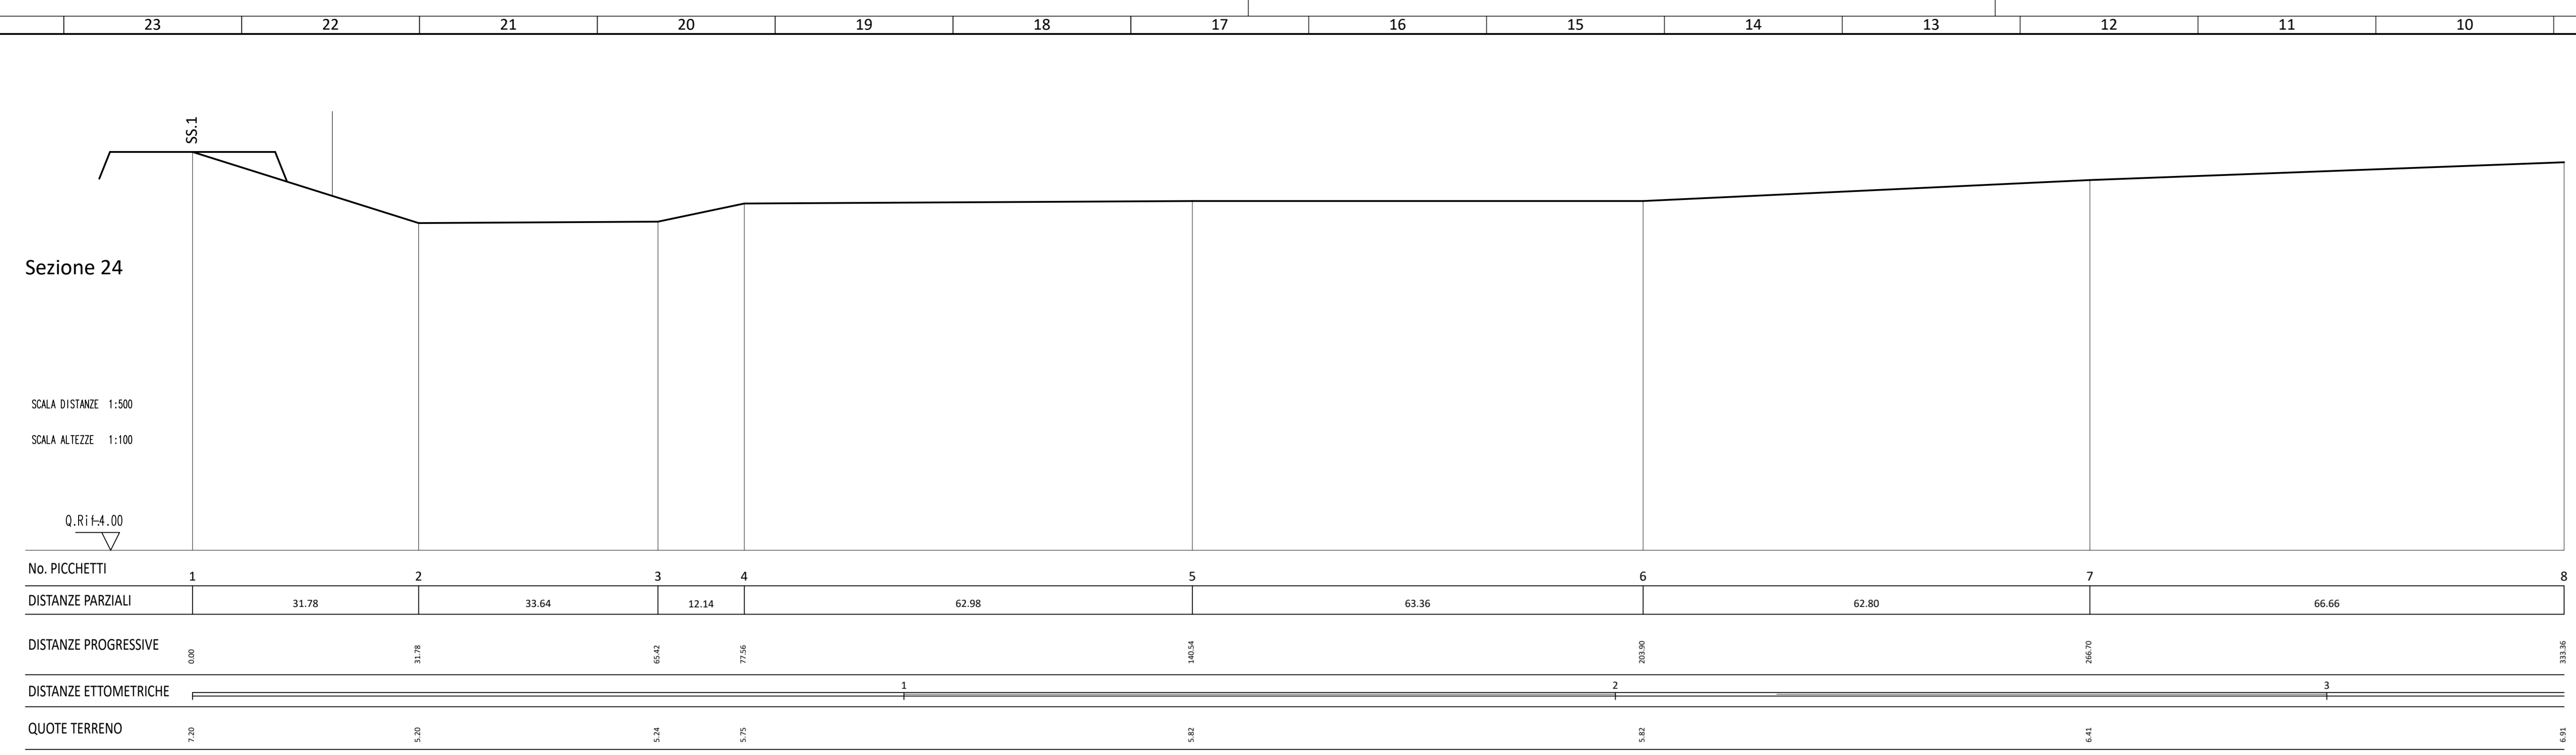 23 22 21 20 19 18 17 16 15 14 13 12 11 10
SS.1
Sezione 24
SCALA DISTANZE 1:500
SCALA ALTEZZE 1:100
Q.Rif-4.00
No. PICCHETTI 1 2 3 4 5 6 7 8
DISTANZE PARZIALI 31.78 33.64 12.14 62.98 63.36 62.80 66.66
DISTANZE PROGRESSIVE 0.00 31.78 65.42 77.56 140.54 203.90 266.70 333.36
DISTANZE ETTOMETRICHE 1 2 3
QUOTE TERRENO 7.20 5.20 5.24 5.75 5.82 5.82 6.41 6.91